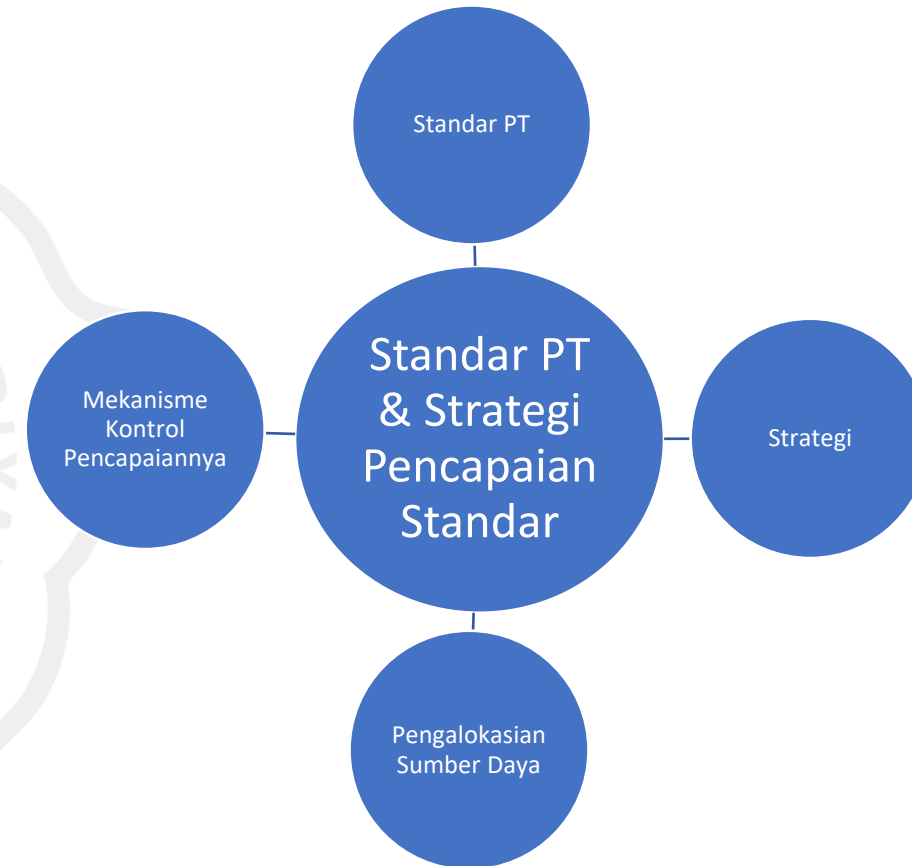 Standar PT
Standar PT
& Strategi
Pencapaian
Standar
Mekanisme
Kontrol
Pencapaiannya
Strategi
Pengalokasian
Sumber Daya